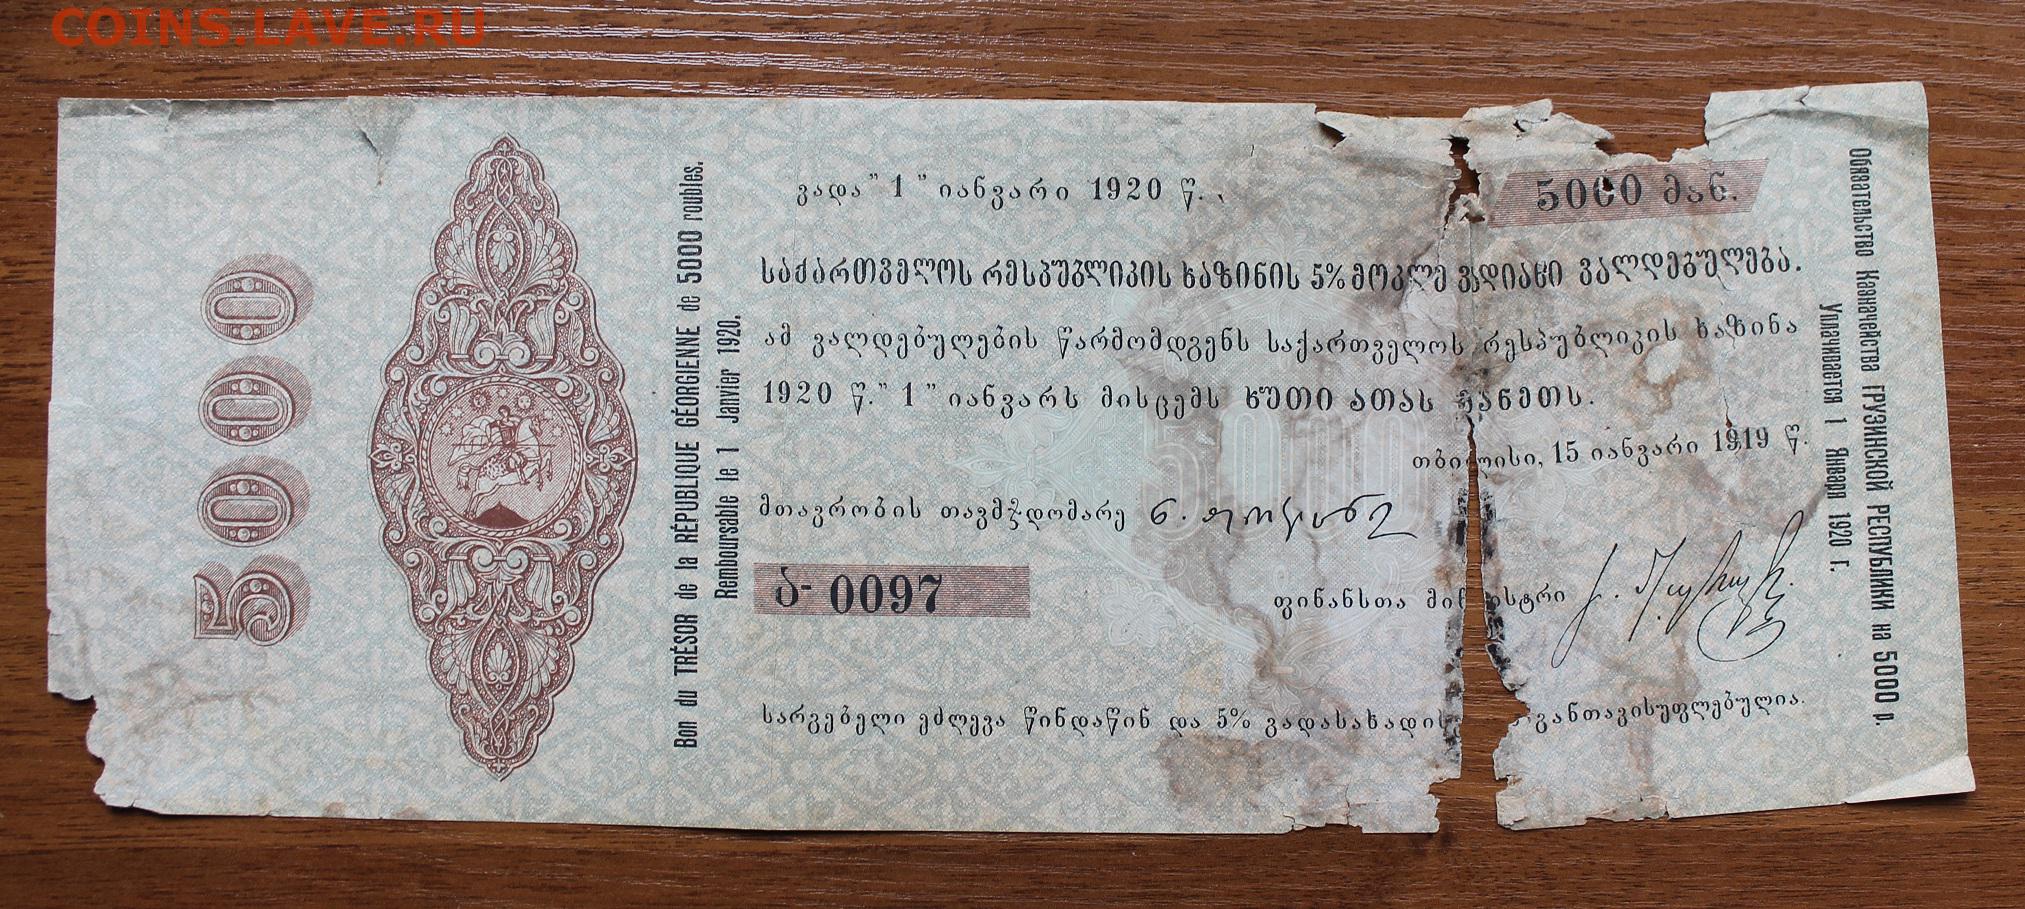 COINS.LAVE.RU
5000
Bon du TRÉSOR de la RÉPUBLIQUE GÉORGIENNE de 5000 roubles.
Remboursable le 1 Janvier 1920.
ვადა "1" იანვარი 1920 წ.
5000 მან.
საქართველოს რესპუბლიკის ხაზინის 5% მოკლე ვადიანი ვალდებულება.
ამ ვალდებულების წარმომდგენს საქართველოს რესპუბლიკის ხაზინა
1920 წ. "1" იანვარს მისცემს ხუთი ათას მანეთს.
თბილისი, 15 იანვარი 1919 წ.
მთავრობის თავმჯდომარე ნ. ჟორდანია
ბ- 0097
ფინანსთა მინისტრი
სარგებელი ეძლევა წინდაწინ და 5% გადასახადის განთავისუფლებულია.
Обязательство Казначейства ГРУЗИНСКОЙ РЕСПУБЛИКИ на 5000 р.
Уплачивается 1 Января 1920 г.